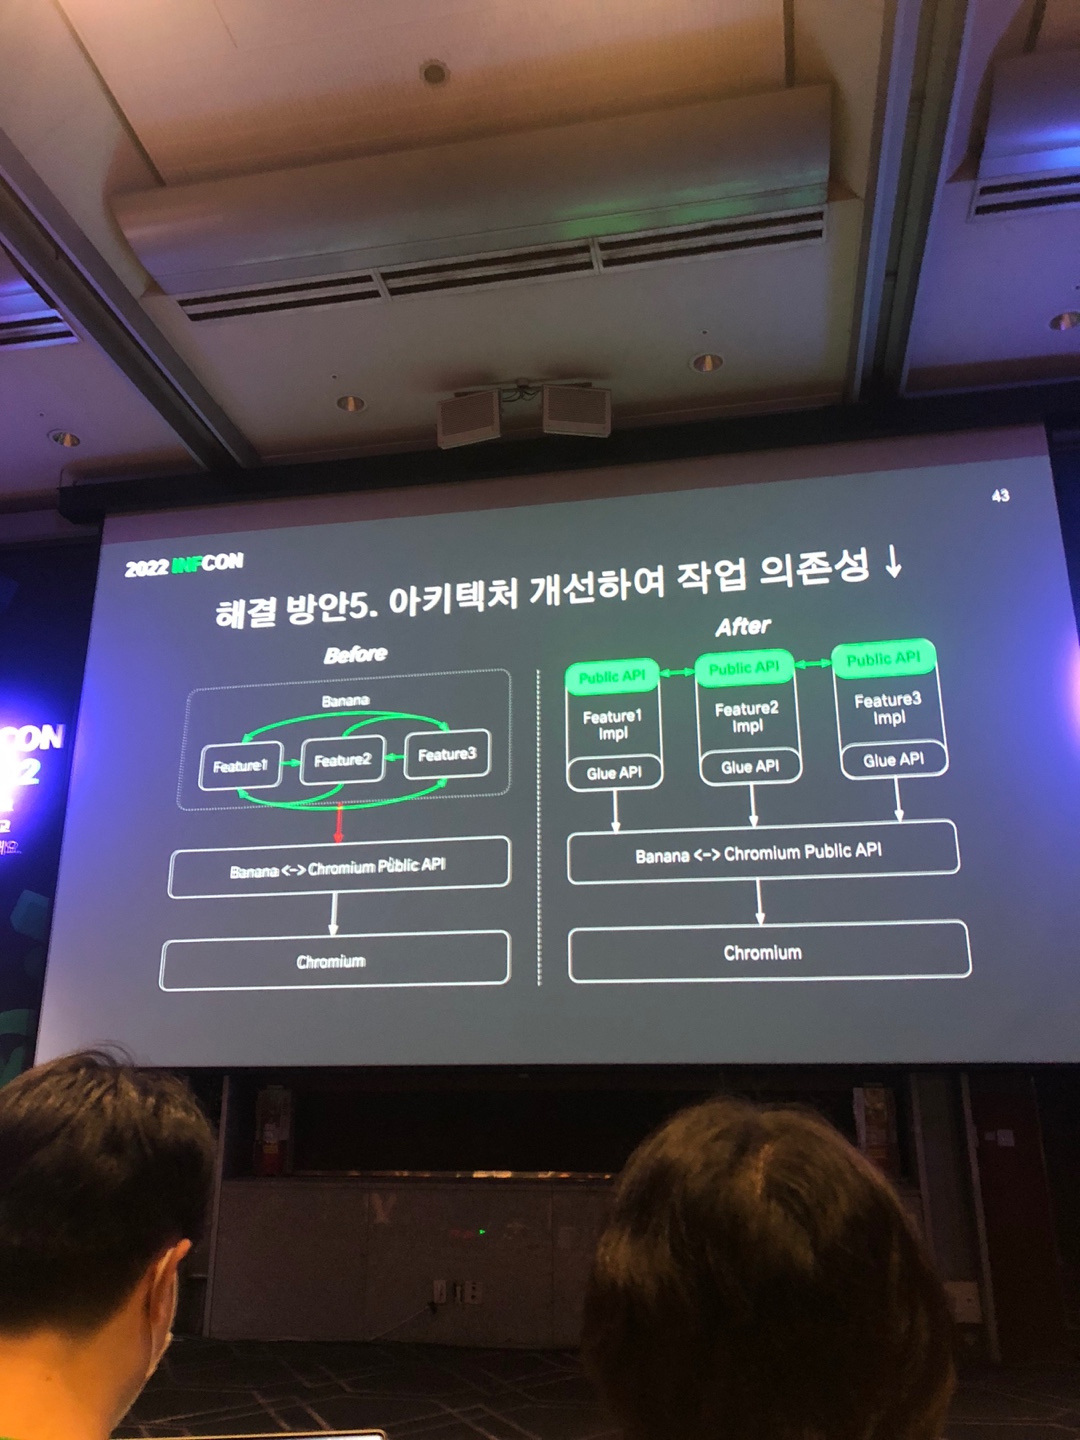 43
2022 INFCON
해결 방안5. 아키텍처 개선하여 작업 의존성 ↓
Before
Banana
Feature1
Feature2
Feature3
Banana <-> Chromium Public API
Chromium
After
Public API
Public API
Public API
Feature1
Impl
Feature2
Impl
Feature3
Impl
Glue API
Glue API
Glue API
Banana <-> Chromium Public API
Chromium
CON
2